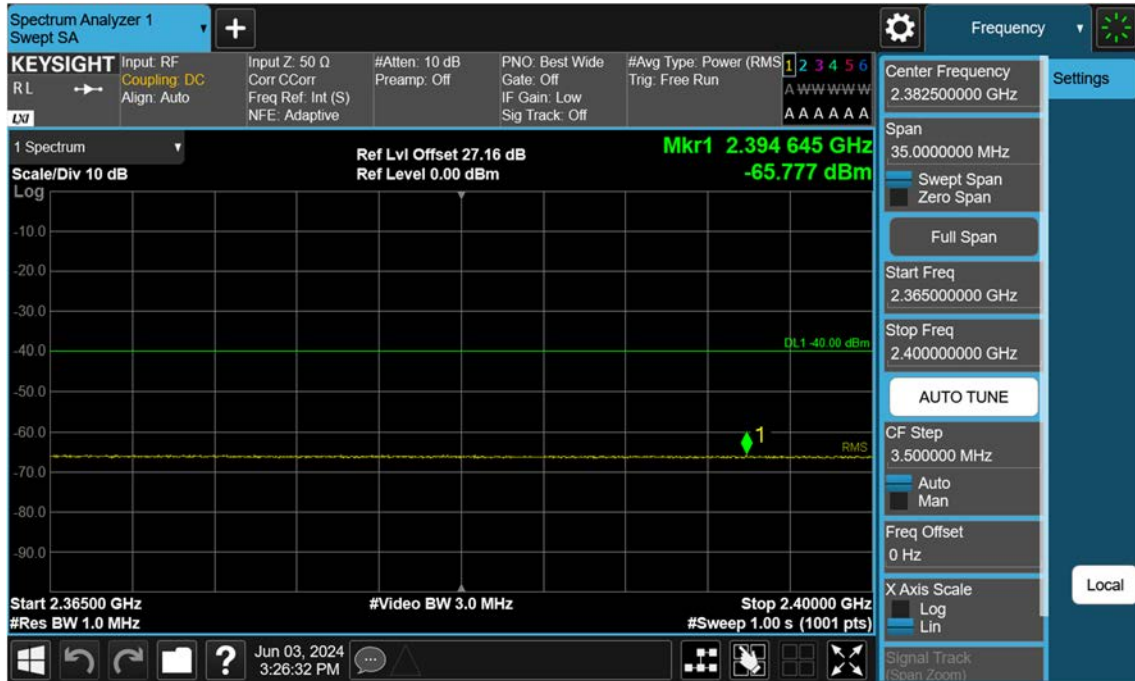 Spectrum Analyzer 1
Swept SA
Frequency
KEYSIGHT
RL
LXI
Input: RF
Coupling: DC
Align: Auto
Input Z: 50 Ω
Corr CCorr
Freq Ref: Int (S)
NFE: Adaptive
#Atten: 10 dB
Preamp: Off
PNO: Best Wide
Gate: Off
IF Gain: Low
Sig Track: Off
#Avg Type: Power (RMS
Trig: Free Run
1 2 3 4 5 6
A W W W W W
A A A A A A
1 Spectrum
Scale/Div 10 dB
Ref Lvl Offset 27.16 dB
Ref Level 0.00 dBm
Mkr1 2.394 645 GHz
-65.777 dBm
Log
-10.0
-20.0
-30.0
-40.0
DL1 -40.00 dBm
-50.0
-60.0
1
RMS
-70.0
-80.0
-90.0
Start 2.36500 GHz
#Video BW 3.0 MHz
Stop 2.40000 GHz
#Res BW 1.0 MHz
#Sweep 1.00 s (1001 pts)
Jun 03, 2024
3:26:32 PM
Center Frequency
2.382500000 GHz
Span
35.0000000 MHz
Swept Span
Zero Span
Full Span
Start Freq
2.365000000 GHz
Stop Freq
2.400000000 GHz
AUTO TUNE
CF Step
3.500000 MHz
Auto
Man
Freq Offset
0 Hz
X Axis Scale
Log
Lin
Signal Track
(Span Zoom)
Settings
Local